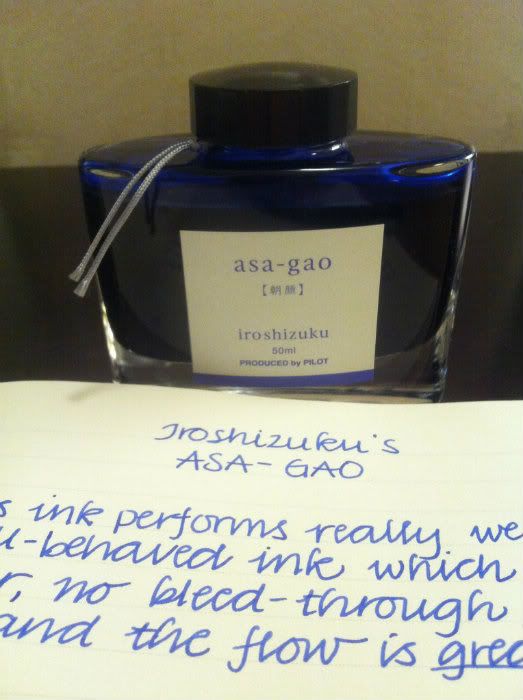 asa-gao
【朝顔】
iroshizuku
50ml
PRODUCED by PILOT
Iroshizuku's
ASA-GAO
ink performs really
-behaved ink which
, no bleed-through
and the flow is